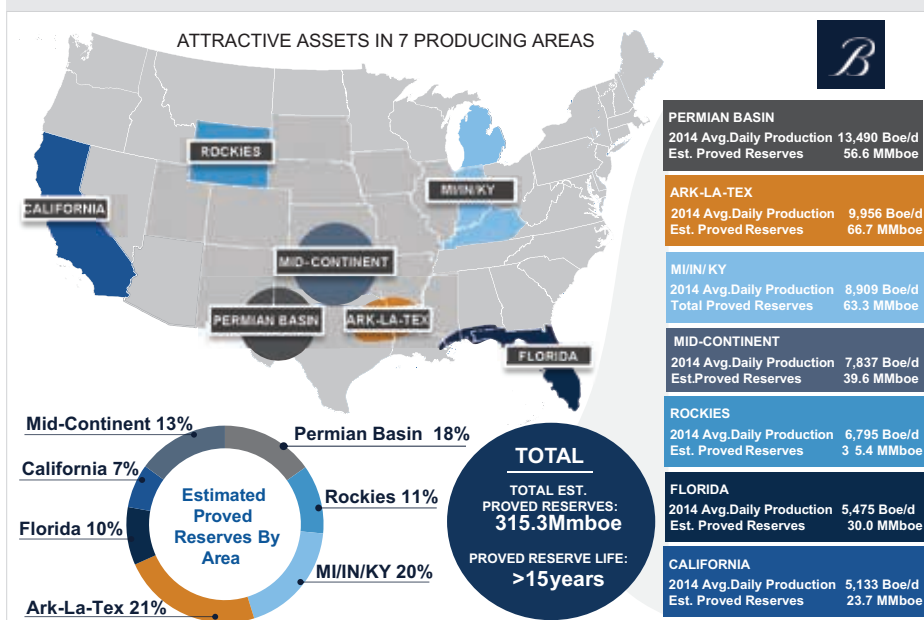 ATTRACTIVE ASSETS IN 7 PRODUCING AREAS
B
ROCKIES
MI/IN/KY
CALIFORNIA
MID-CONTINENT
PERMIAN BASIN
ARK-LA-TEX
FLORIDA
PERMIAN BASIN
2014 Avg.Daily Production 13,490 Boe/d
Est. Proved Reserves 56.6 MMboe
ARK-LA-TEX
2014 Avg.Daily Production 9,956 Boe/d
Est. Proved Reserves 66.7 MMboe
MI/IN/KY
2014 Avg.Daily Production 8,909 Boe/d
Total Proved Reserves 63.3 MMboe
MID-CONTINENT
2014 Avg.Daily Production 7,837 Boe/d
Est.Proved Reserves 39.6 MMboe
ROCKIES
2014 Avg.Daily Production 6,795 Boe/d
Est. Proved Reserves 3 5.4 MMboe
FLORIDA
2014 Avg.Daily Production 5,475 Boe/d
Est. Proved Reserves 30.0 MMboe
CALIFORNIA
2014 Avg.Daily Production 5,133 Boe/d
Est. Proved Reserves 23.7 MMboe
Mid-Continent 13%
California 7%
Florida 10%
Ark-La-Tex 21%
Estimated
Proved
Reserves By
Area
Permian Basin 18%
Rockies 11%
MI/IN/KY 20%
TOTAL
TOTAL EST.
PROVED RESERVES:
315.3Mmboe
PROVED RESERVE LIFE:
>15years